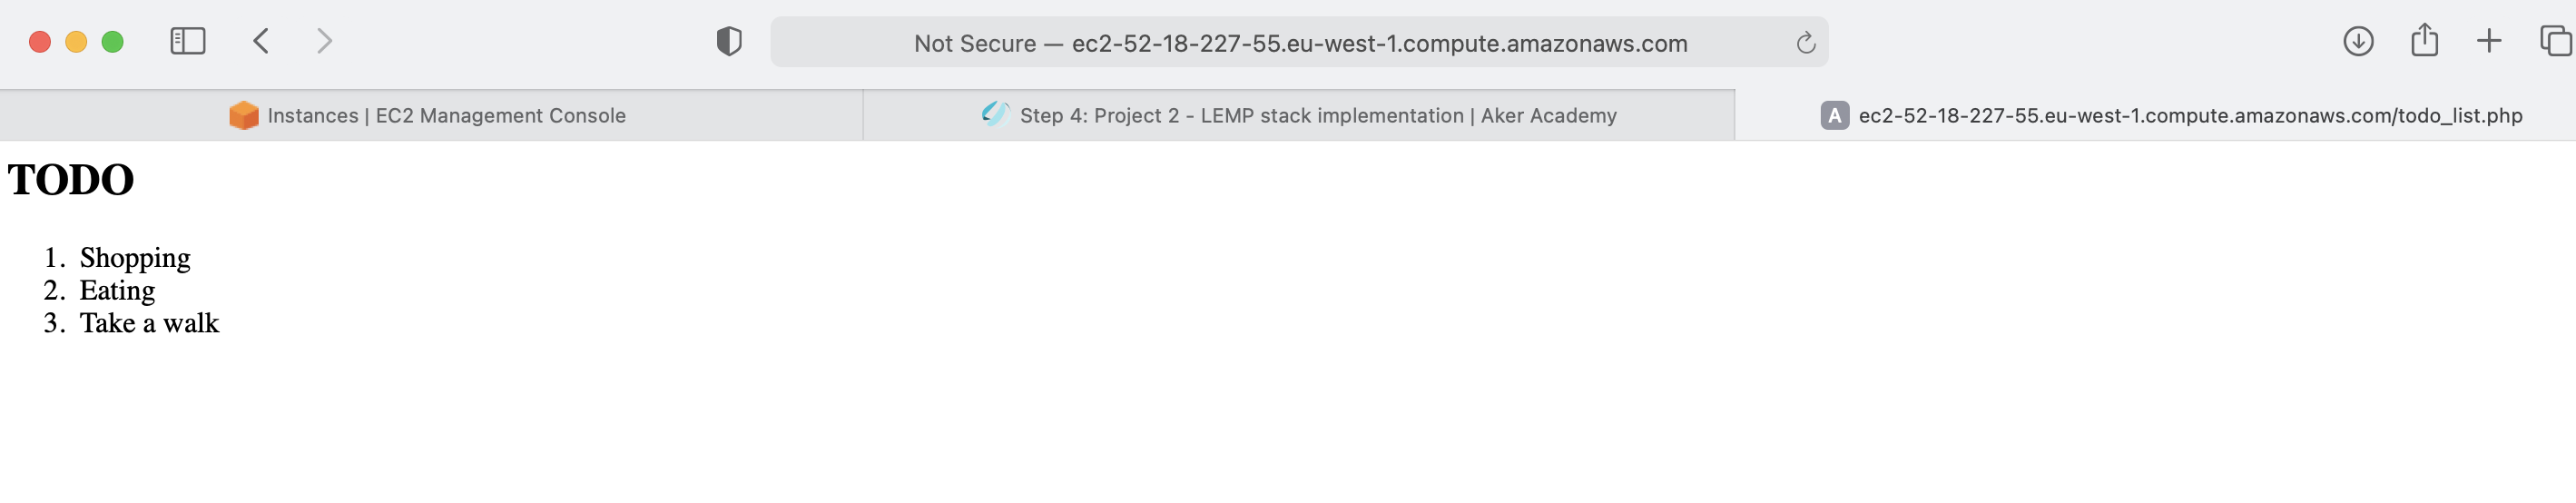 Not Secure — ec2-52-18-227-55.eu-west-1.compute.amazonaws.com
Instances | EC2 Management Console
Step 4: Project 2 - LEMP stack implementation | Aker Academy
A ec2-52-18-227-55.eu-west-1.compute.amazonaws.com/todo_list.php
TODO
1. Shopping
2. Eating
3. Take a walk